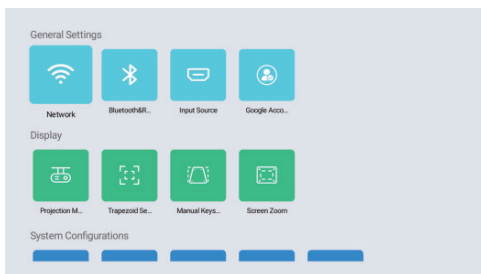 General Settings
Network
Bluetooth&R...
Input Source
Google Acco...
Display
Projection M...
Trapezoid Se...
Manual Keys...
Screen Zoom
System Configurations